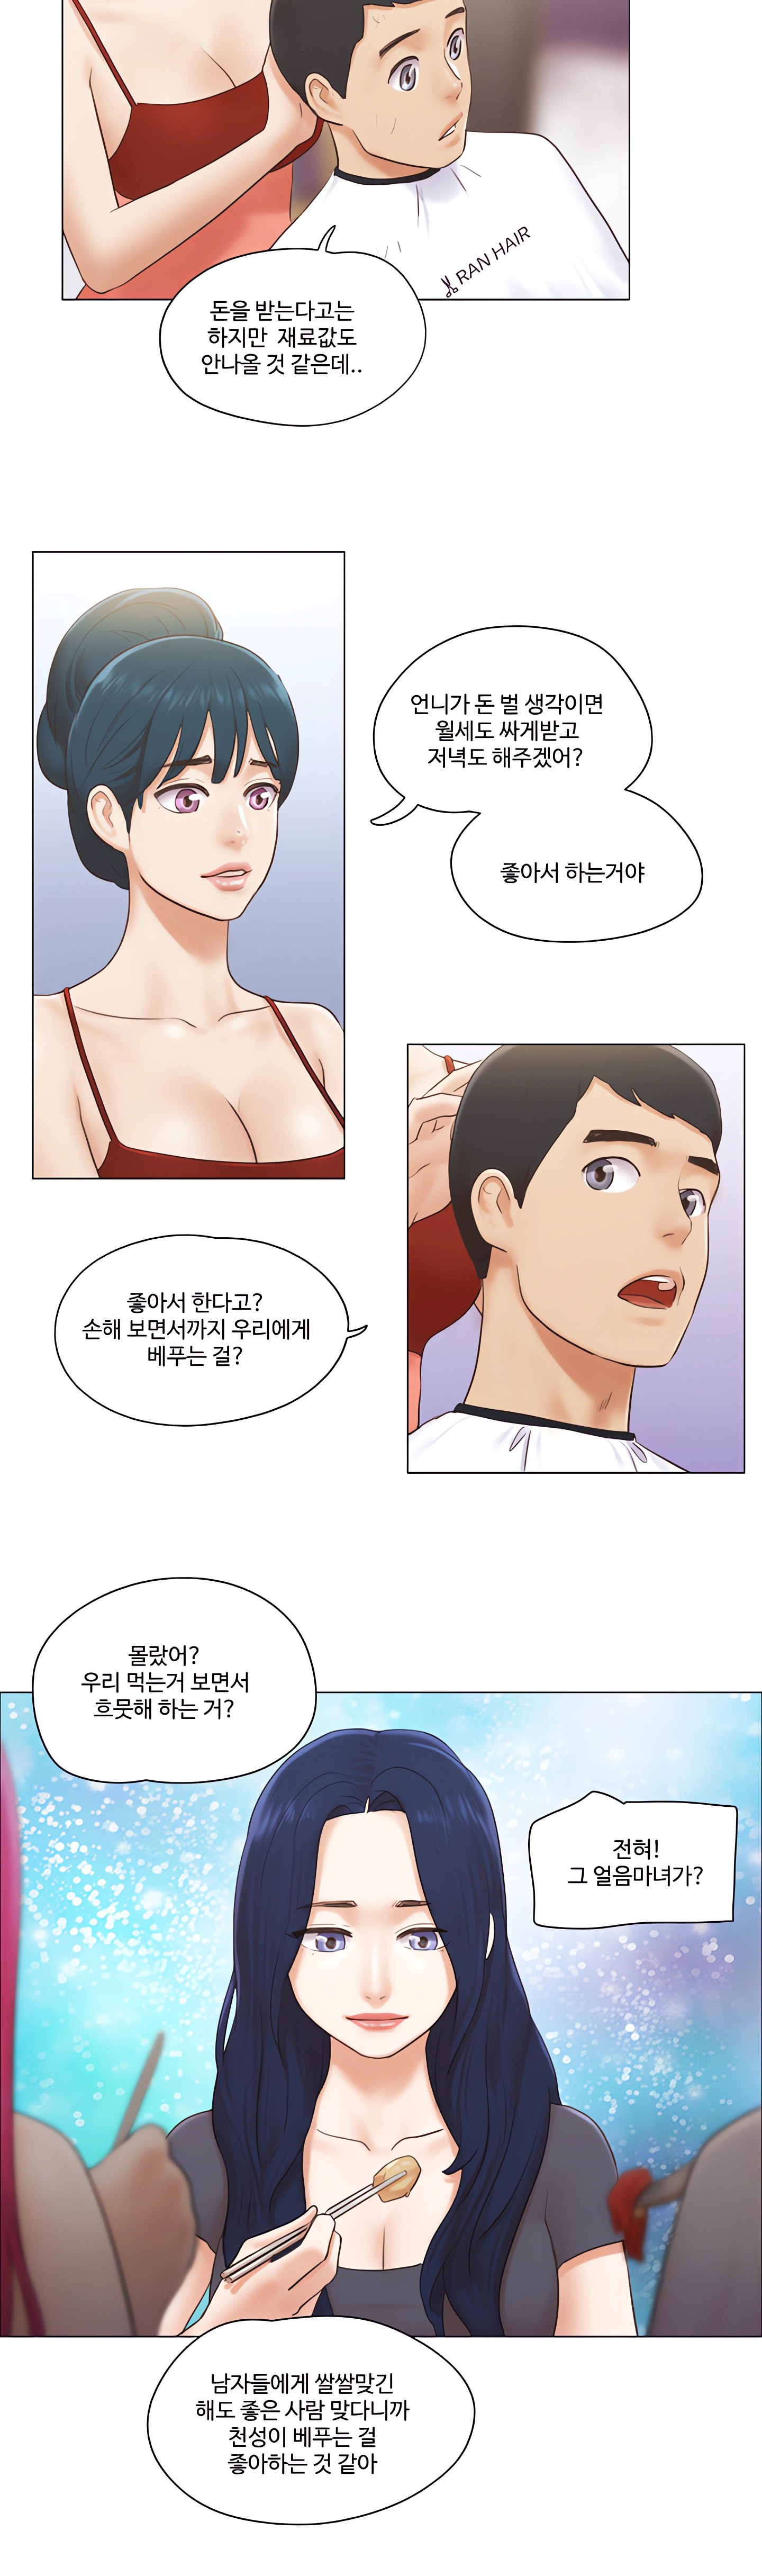 RAN HAIR
돈을 받는다고는
하지만 재료값도
안나올 것 같은데..
언니가 돈 벌 생각이면
월세도 싸게받고
저녁도 해주겠어?
좋아서 하는거야
좋아서 한다고?
손해 보면서까지 우리에게
베푸는 걸?
몰랐어?
우리 먹는거 보면서
흐뭇해 하는 거?
전혀!
그 얼음마녀가?
남자들에게 쌀쌀맞긴
해도 좋은 사람 맞다니까
천성이 베푸는 걸
좋아하는 것 같아